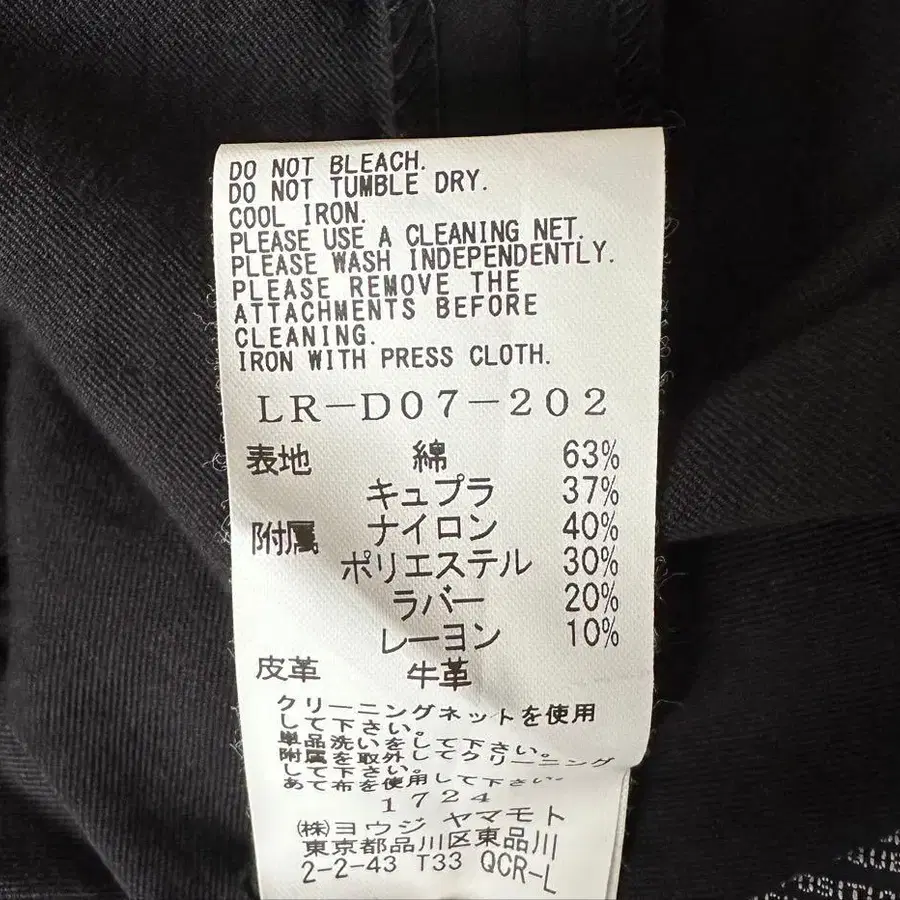 DO NOT BLEACH.
DO NOT TUMBLE DRY.
COOL IRON.
PLEASE USE A CLEANING NET.
PLEASE WASH INDEPENDENTLY.
PLEASE REMOVE THE
ATTACHMENTS BEFORE
CLEANING.
IRON WITH PRESS CLOTH.
LR-D07-202
表地 綿 63%
キュプラ 37%
附属 ナイロン 40%
ポリエステル 30%
ラバー 20%
レーヨン 10%
皮革 牛革
クリーニングネットを使用
して下さい。
単品洗いをして下さい。
附属を取外してクリーニング
して下さい。
あて布を使用して下さい。
1724
㈱ヨウジ ヤマモト
東京都品川区東品川
2-2-43 T33 QCR-L